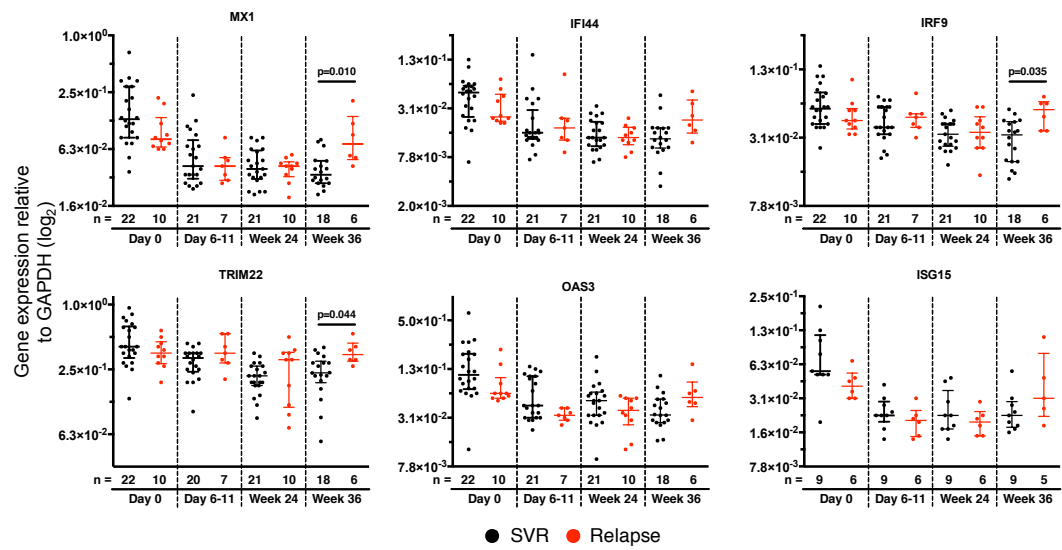 MX1
1.0×10⁰
2.5×10⁻¹
6.3×10⁻²
1.6×10⁻²
p=0.010
n = 22 10 21 7 21 10 18 6
Day 0 Day 6-11 Week 24 Week 36
IFI44
1.3×10⁻¹
3.1×10⁻²
7.8×10⁻³
2.0×10⁻³
22 10 21 7 21 10 18 6
Day 0 Day 6-11 Week 24 Week 36
IRF9
1.3×10⁻¹
3.1×10⁻²
7.8×10⁻³
p=0.035
22 10 21 7 21 10 18 6
Day 0 Day 6-11 Week 24 Week 36
Gene expression relative
to GAPDH (log₂)
TRIM22
1.0×10⁰
2.5×10⁻¹
6.3×10⁻²
p=0.044
n = 22 10 20 7 21 10 18 6
Day 0 Day 6-11 Week 24 Week 36
OAS3
5.0×10⁻¹
1.3×10⁻¹
3.1×10⁻²
7.8×10⁻³
n = 22 10 21 7 21 10 18 6
Day 0 Day 6-11 Week 24 Week 36
ISG15
2.5×10⁻¹
1.3×10⁻¹
6.3×10⁻²
3.1×10⁻²
1.6×10⁻²
7.8×10⁻³
n = 9 6 9 6 9 6 9 5
Day 0 Day 6-11 Week 24 Week 36
SVR Relapse